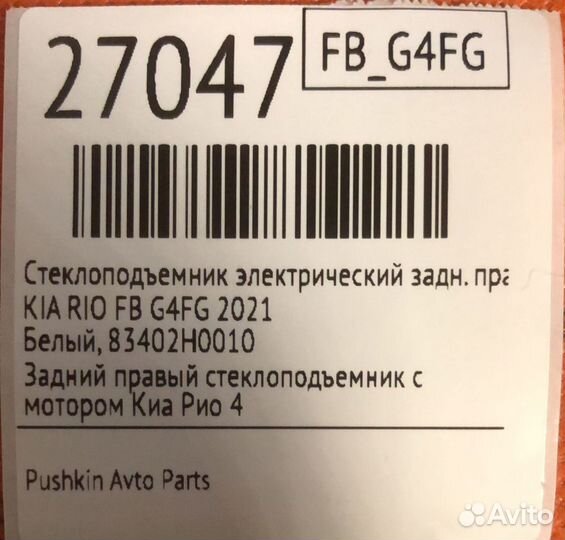 27047
FB_G4FG
Стеклоподъемник электрический задн. пра
KIA RIO FB G4FG 2021
Белый, 83402H0010
Задний правый стеклоподъемник с
мотором Киа Рио 4
Pushkin Avto Parts
Avito